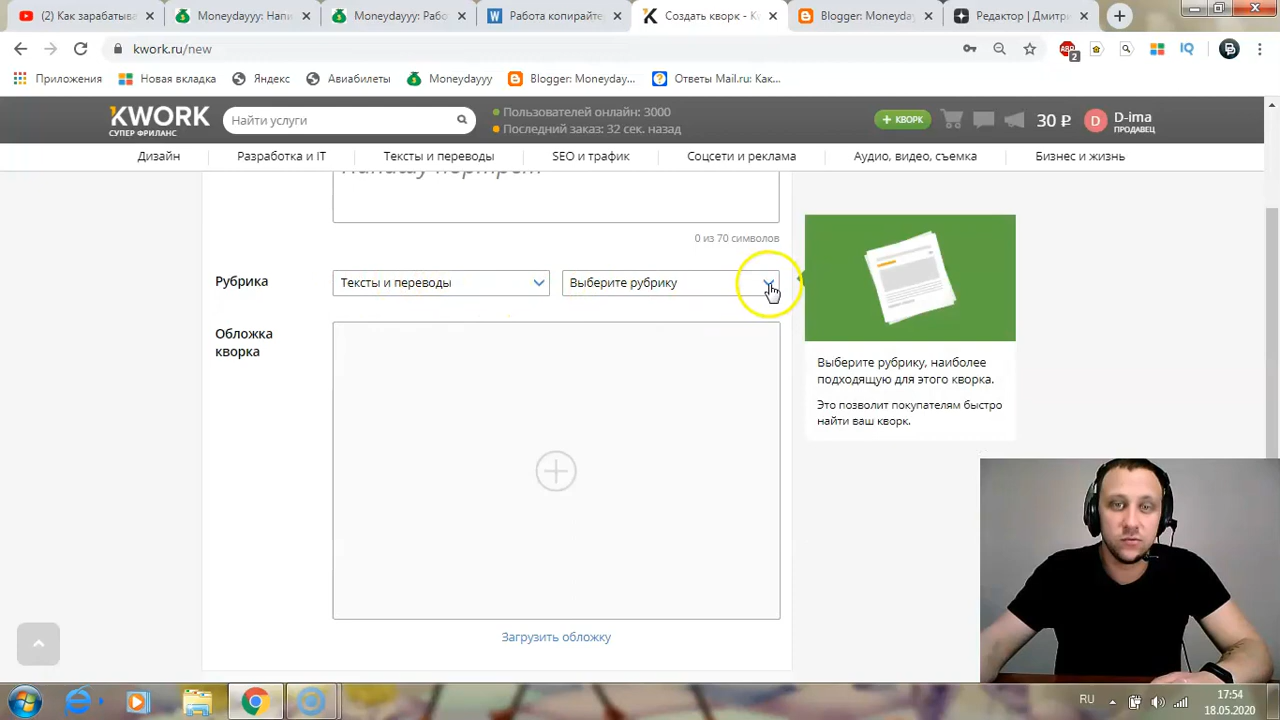 (2) Как зарабатыва
Moneydayyy: Напи
Moneydayyy: Рабо
Работа копирайте
Создать кворк - K
Blogger: Moneyda
Редактор | Дмитри
kwork.ru/new
Приложения
Новая вкладка
Яндекс
Авиабилеты
Moneydayyy
Blogger: Moneyday...
Ответы Mail.ru: Как...
KWORK
СУПЕР ФРИЛАНС
Найти услуги
Пользователей онлайн: 3000
Последний заказ: 32 сек. назад
+ КВОРК
30 ₽
D
D-ima
ПРОДАВЕЦ
Дизайн
Разработка и IT
Тексты и переводы
SEO и трафик
Соцсети и реклама
Аудио, видео, съемка
Бизнес и жизнь
0 из 70 символов
Рубрика
Тексты и переводы
Выберите рубрику
Обложка
кворка
Загрузить обложку
Выберите рубрику, наиболее
подходящую для этого кворка.
Это позволит покупателям быстро
найти ваш кворк.
RU
17:54
18.05.2020